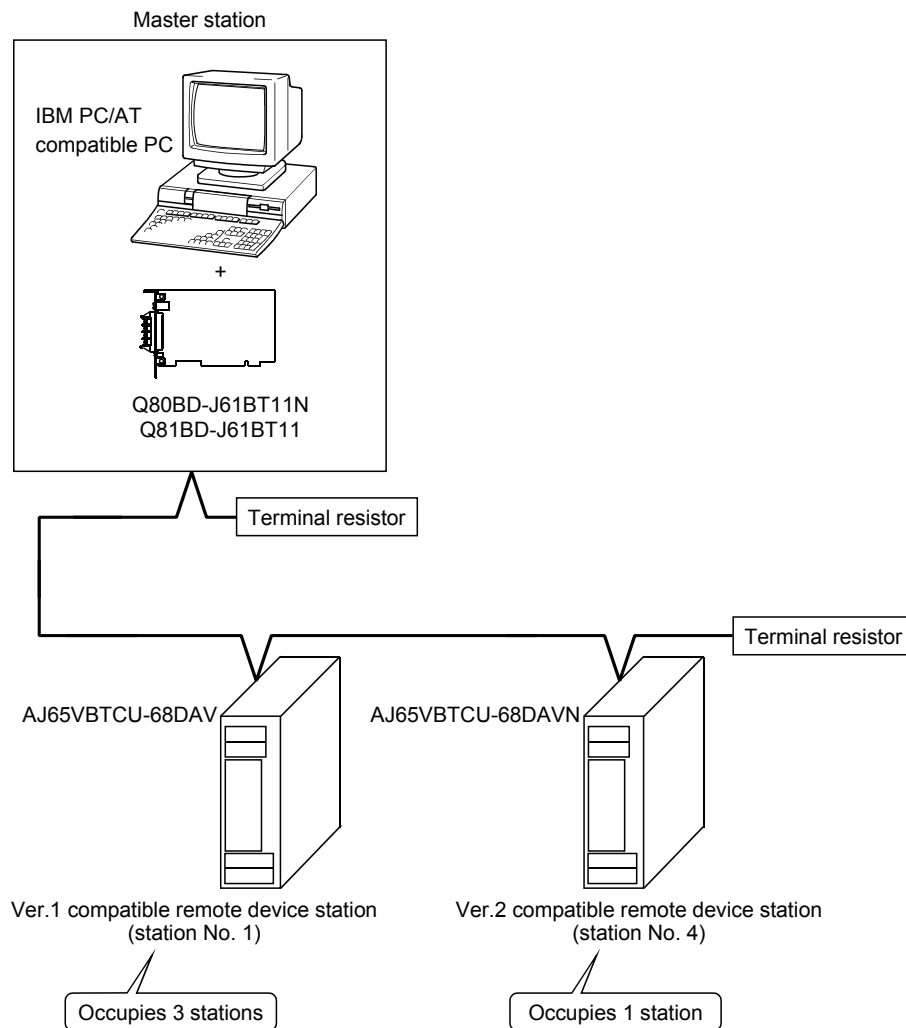 Master station
IBM PC/AT
compatible PC
+
Q80BD-J61BT11N
Q81BD-J61BT11
Terminal resistor
Terminal resistor
AJ65VBTCU-68DAV
AJ65VBTCU-68DAVN
Ver.1 compatible remote device station
(station No. 1)
Ver.2 compatible remote device station
(station No. 4)
Occupies 3 stations
Occupies 1 station